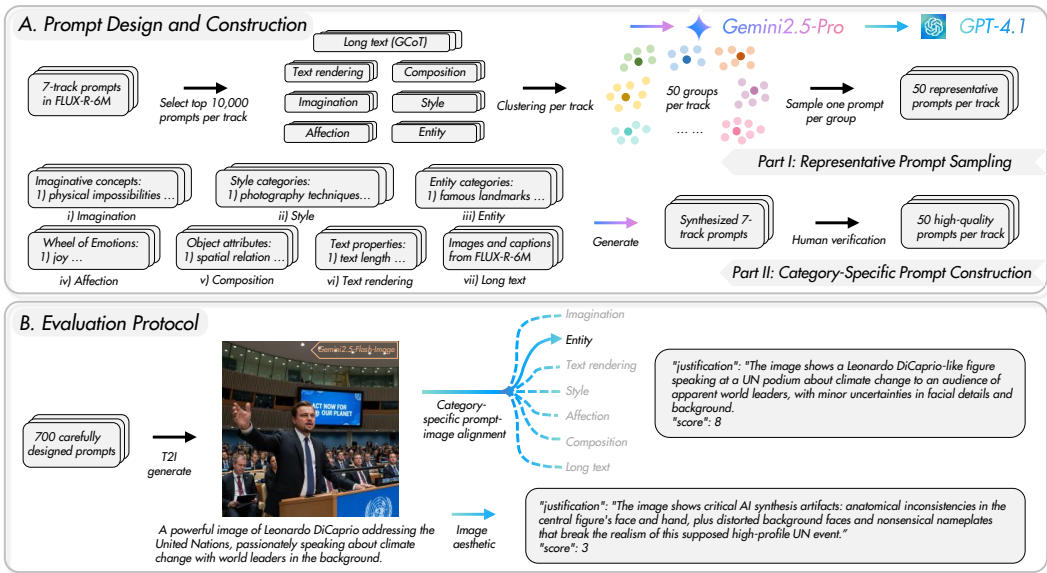 A. Prompt Design and Construction
Gemini2.5-Pro
GPT-4.1
7-track prompts
in FLUX-R-6M
Select top 10,000
prompts per track
Long text (GCoT)
Text rendering
Composition
Imagination
Style
Affection
Entity
Clustering per track
50 groups
per track
... ...
Sample one prompt
per group
50 representative
prompts per track
Part I: Representative Prompt Sampling
Imaginative concepts:
1) physical impossibilities ...
i) Imagination
Style categories:
1) photography techniques...
ii) Style
Entity categories:
1) famous landmarks ...
iii) Entity
Wheel of Emotions:
1) joy ...
iv) Affection
Object attributes:
1) spatial relation ...
v) Composition
Text properties:
1) text length ...
vi) Text rendering
Images and captions
from FLUX-R-6M
vii) Long text
Generate
Synthesized 7-
track prompts
Human verification
50 high-quality
prompts per track
Part II: Category-Specific Prompt Construction
B. Evaluation Protocol
700 carefully
designed prompts
T2I
generate
Gemini2.5-Flash-Image
ACT NOW FOR
OUR PLANET
A powerful image of Leonardo DiCaprio addressing the
United Nations, passionately speaking about climate
change with world leaders in the background.
Category-
specific prompt-
image alignment
Imagination
Entity
Text rendering
Style
Affection
Composition
Long text
"justification": "The image shows a Leonardo DiCaprio-like figure
speaking at a UN podium about climate change to an audience of
apparent world leaders, with minor uncertainties in facial details and
background.
"score": 8
Image
aesthetic
"justification": "The image shows critical AI synthesis artifacts: anatomical inconsistencies in the
central figure's face and hand, plus distorted background faces and nonsensical nameplates
that break the realism of this supposed high-profile UN event."
"score": 3